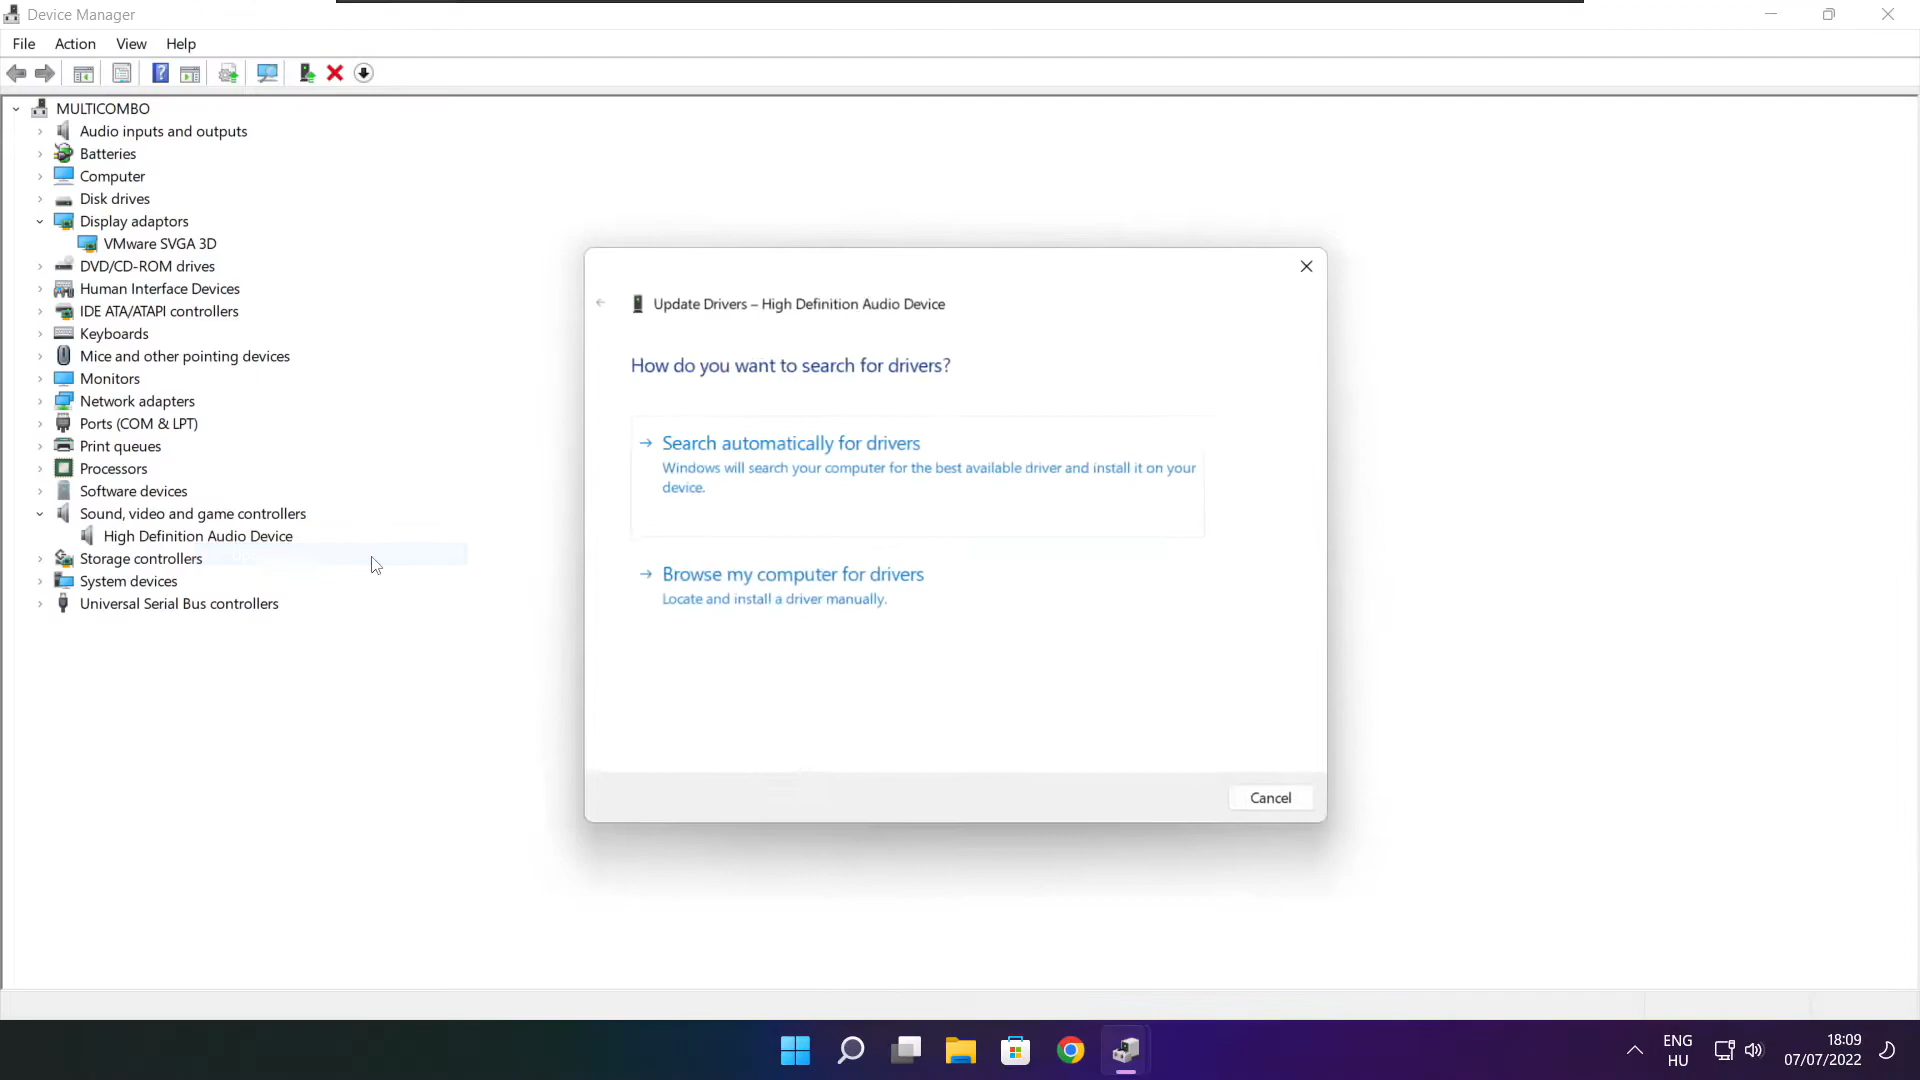 Device Manager
File Action View Help
MULTICOMBO
Audio inputs and outputs
Batteries
Computer
Disk drives
Display adaptors
VMware SVGA 3D
DVD/CD-ROM drives
Human Interface Devices
IDE ATA/ATAPI controllers
Keyboards
Mice and other pointing devices
Monitors
Network adapters
Ports (COM & LPT)
Print queues
Processors
Software devices
Sound, video and game controllers
High Definition Audio Device
Storage controllers
System devices
Universal Serial Bus controllers
Update Drivers – High Definition Audio Device
How do you want to search for drivers?
Search automatically for drivers
Windows will search your computer for the best available driver and install it on your
device.
Browse my computer for drivers
Locate and install a driver manually.
Cancel
ENG
HU
18:09
07/07/2022